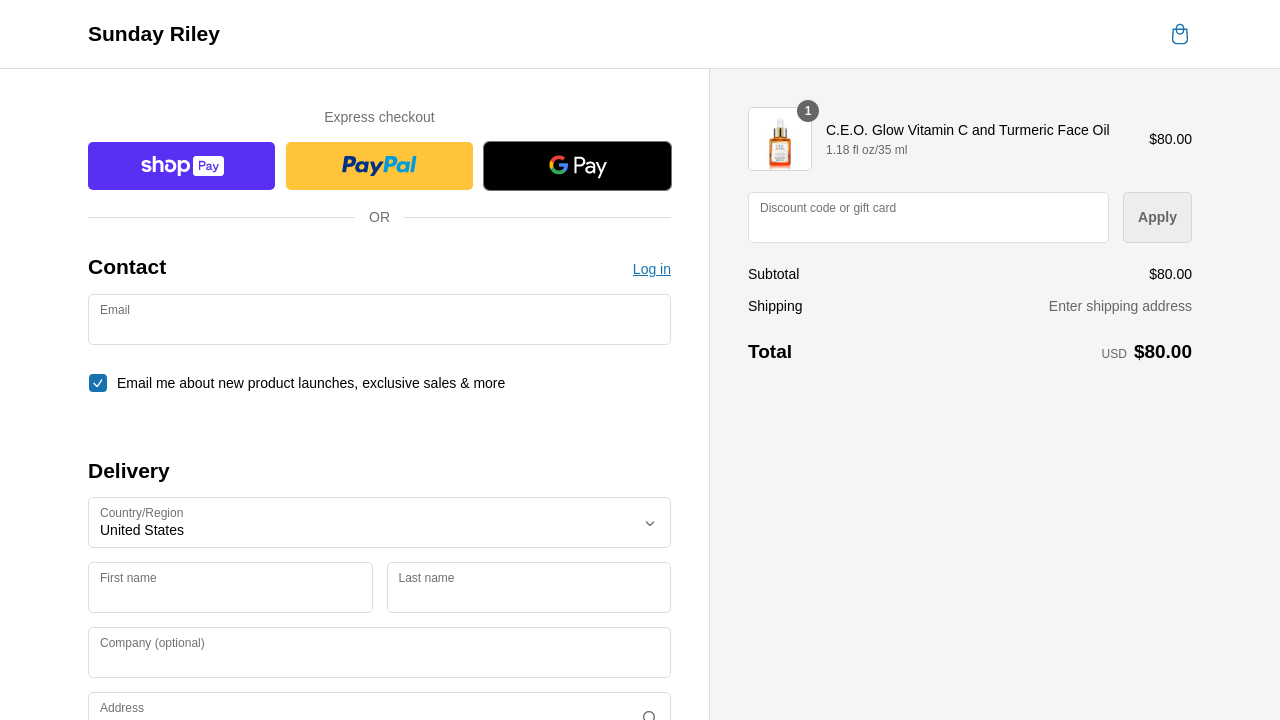 Sunday Riley
Express checkout
shop Pay
PayPal
G Pay
OR
Contact
Log in
Email
Email me about new product launches, exclusive sales & more
Delivery
Country/Region
United States
First name
Last name
Company (optional)
Address
1
C.E.O. Glow Vitamin C and Turmeric Face Oil
1.18 fl oz/35 ml
$80.00
Discount code or gift card
Apply
Subtotal
$80.00
Shipping
Enter shipping address
Total
USD $80.00